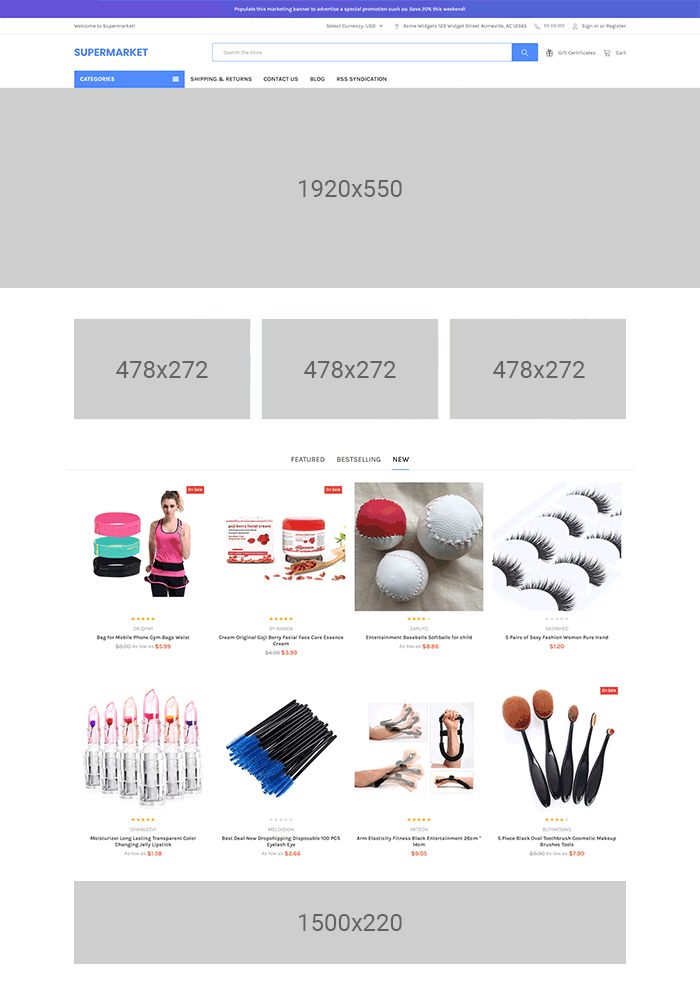 Populate this marketing banner to advertise a special promotion such as: Save 20% this weekend!
Welcome to Supermarket!
Select Currency: USD
Acme Widgets 123 Widget Street Acmeville, AC 12345
Sign in or Register
SUPERMARKET
Search the store
Gift Certificates
Cart
CATEGORIES
SHIPPING & RETURNS
CONTACT US
BLOG
RSS SYNDICATION
1920x550
478x272
478x272
478x272
FEATURED
BESTSELLING
NEW
On Sale
On Sale
goji berry facial cream
BY NANDA
ZAPUYO
Bag for Mobile Phone Gym Bags Waist
Cream Original Goji Berry Facial Face Care Essence
Cream
Entertainment Baseballs Softballs for child
5 Pairs of Sexy Fashion Women Pure Hand
$8.00 As low as $5.99
$4.99 $3.99
As low as $8.86
$1.20
On Sale
CHANLEEVI
MELODION
VKTECH
BUYINCOINS
Moisturizer Long Lasting Transparent Color
Changing Jelly Lipstick
Best Deal New Dropshipping Disposable 100 PCS
Eyelash Eye
Arm Elasticity Fitness Black Entertainment 26cm *
14cm
5 Piece Black Oval Toothbrush Cosmetic Makeup
Brushes Tools
As low as $1.58
As low as $2.66
$9.05
As low as $7.90
1500x220